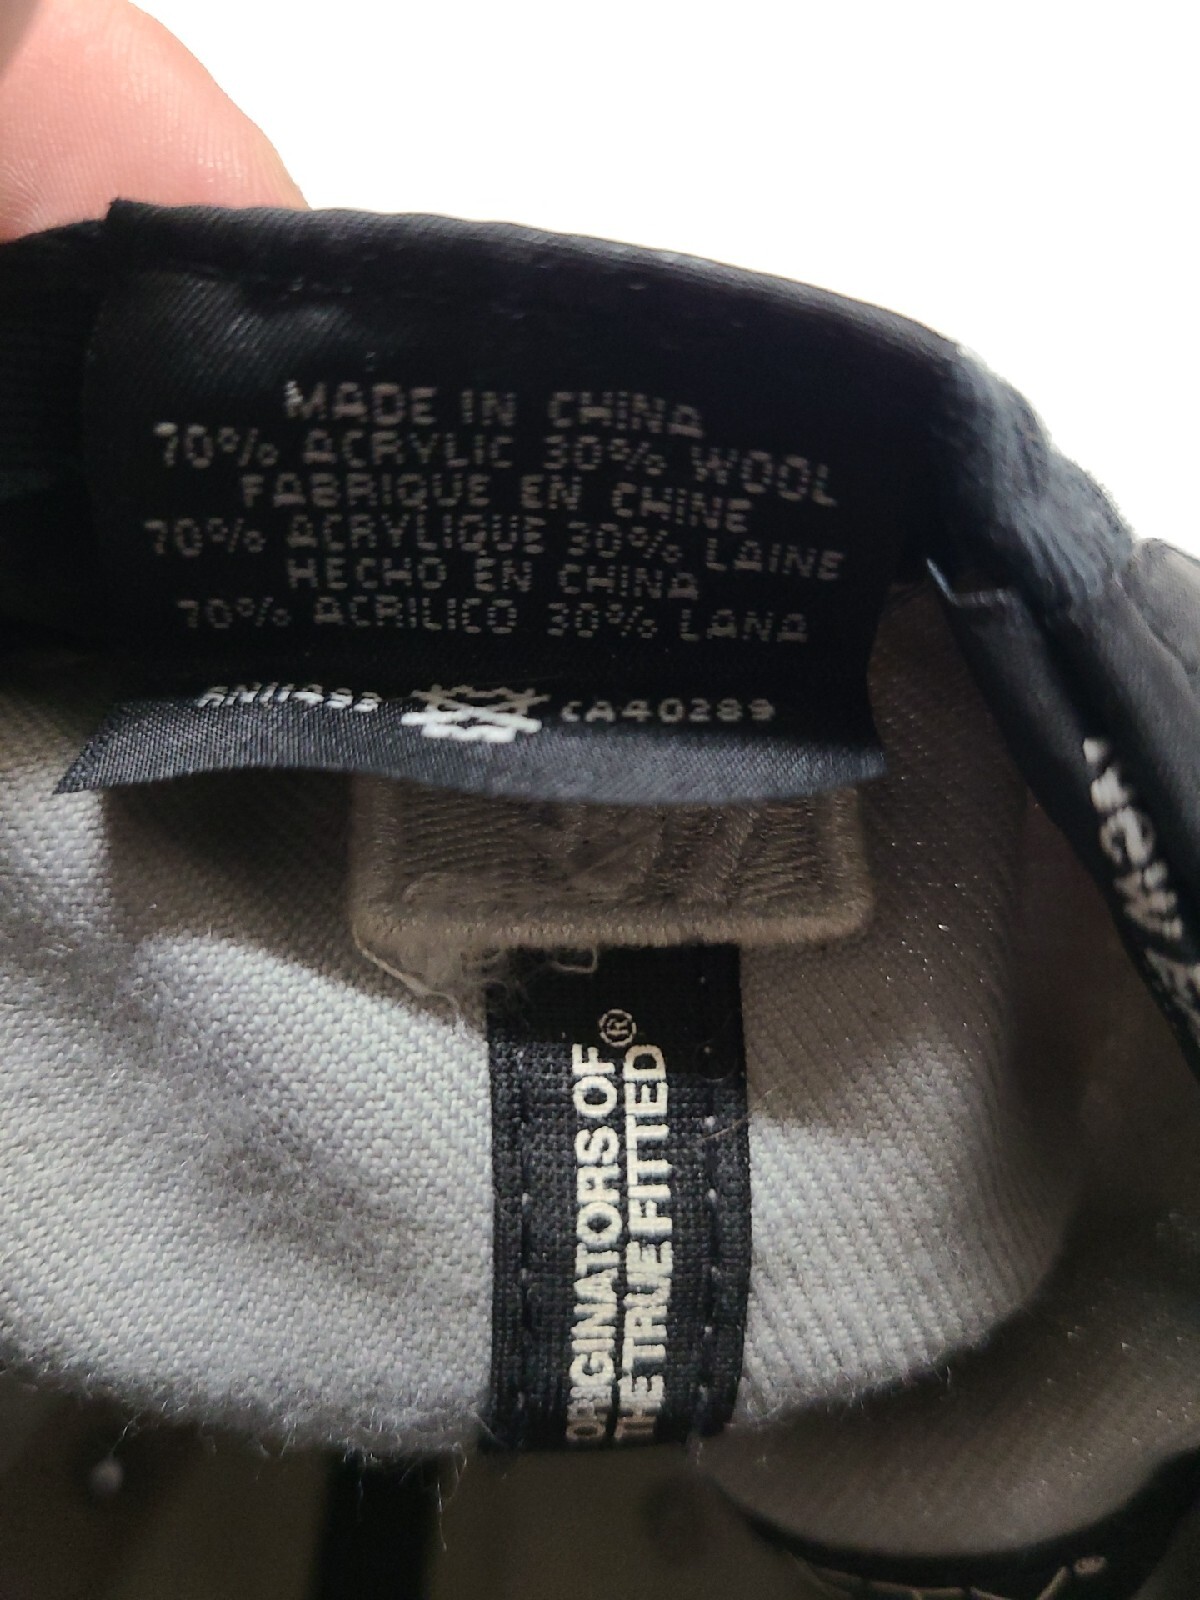 MADE IN CHINA
70% ACRYLIC 30% WOOL
FABRIQUE EN CHINE
70% ACRYLIQUE 30% LAINE
HECHO EN CHINA
70% ACRILICO 30% LANA
CA40289
NEW
ORIGINATORS OF
THE TRUE FITTED®